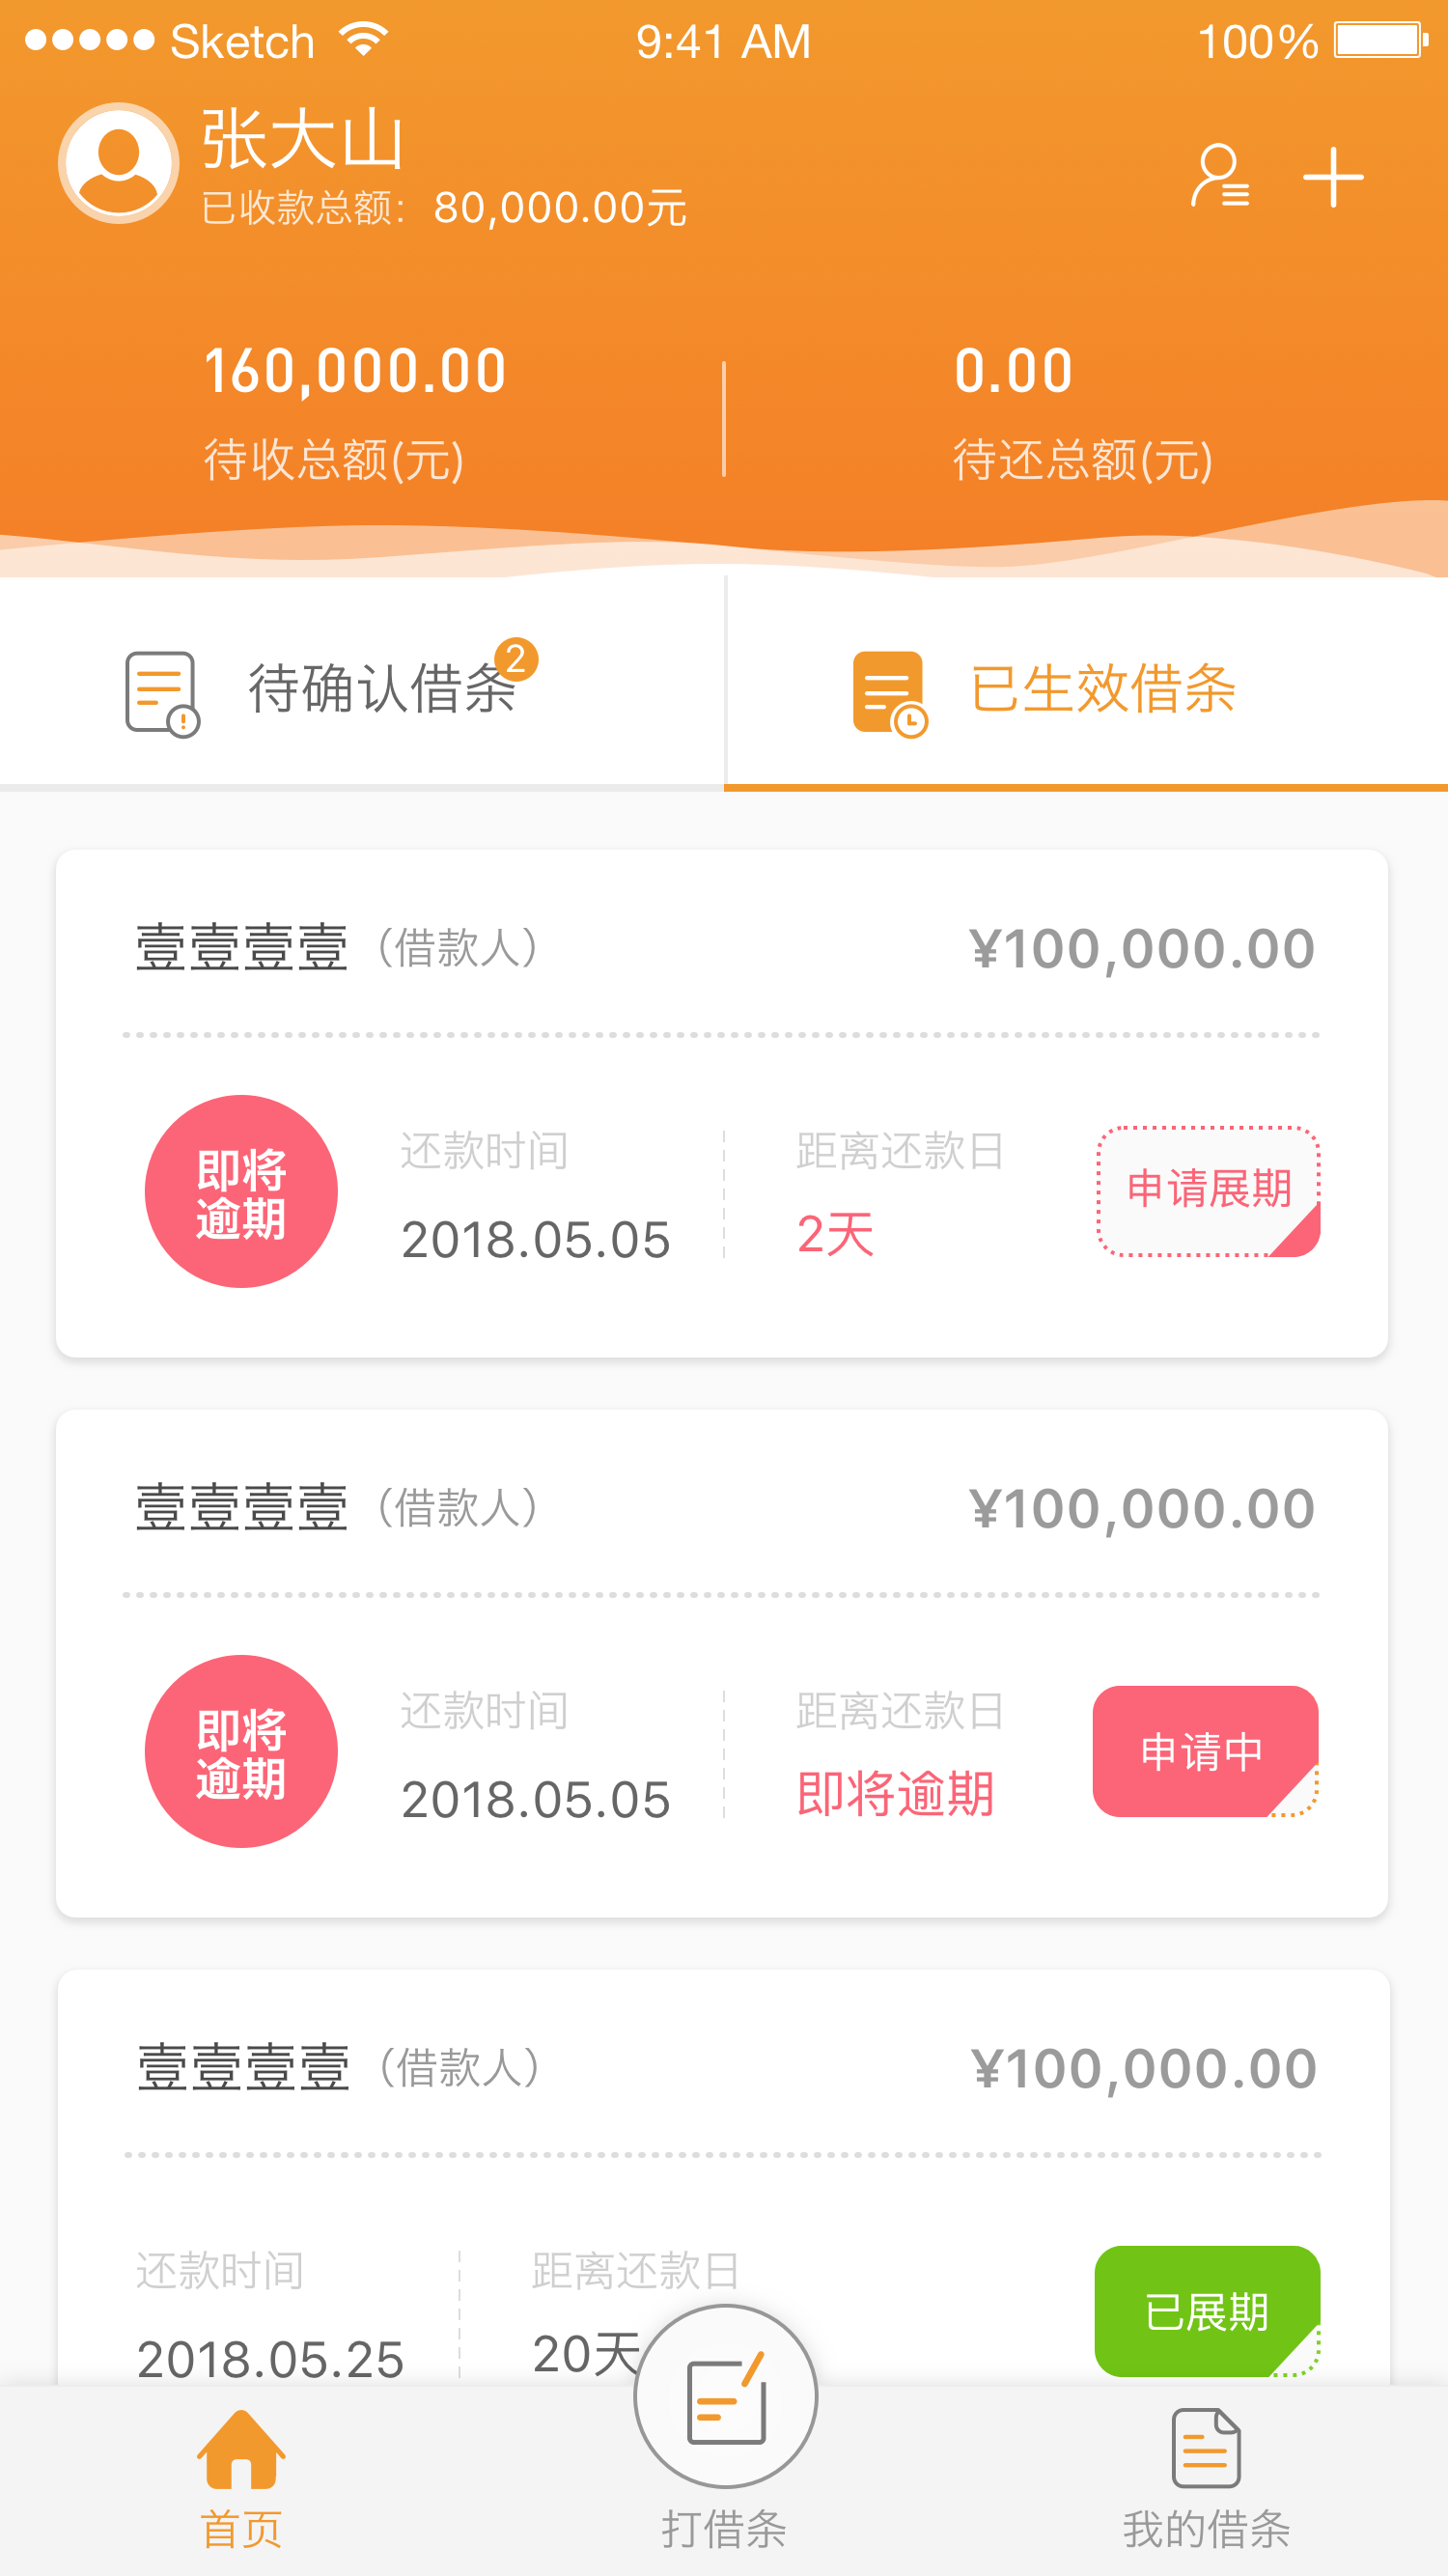 Sketch 9:41 AM 100%
张大山
已收款总额： 80,000.00元
160,000.00 0.00
待收总额(元) 待还总额(元)
待确认借条 2 已生效借条
壹壹壹壹（借款人） ¥100,000.00
即将
逾期
还款时间 距离还款日
2018.05.05 2天
申请展期
壹壹壹壹（借款人） ¥100,000.00
即将
逾期
还款时间 距离还款日
2018.05.05 即将逾期
申请中
壹壹壹壹（借款人） ¥100,000.00
还款时间 距离还款日
2018.05.25 20天
已展期
首页 打借条 我的借条